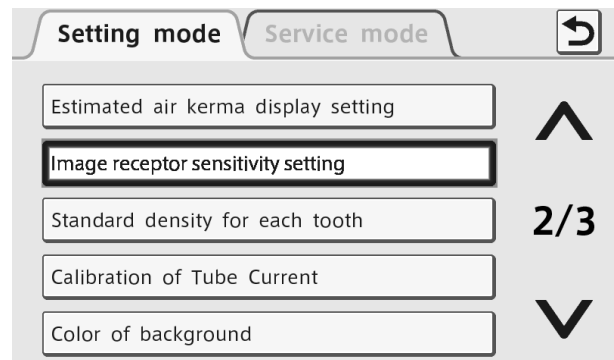 Setting mode Service mode
Estimated air kerma display setting
Image receptor sensitivity setting
Standard density for each tooth
2/3
Calibration of Tube Current
Color of background